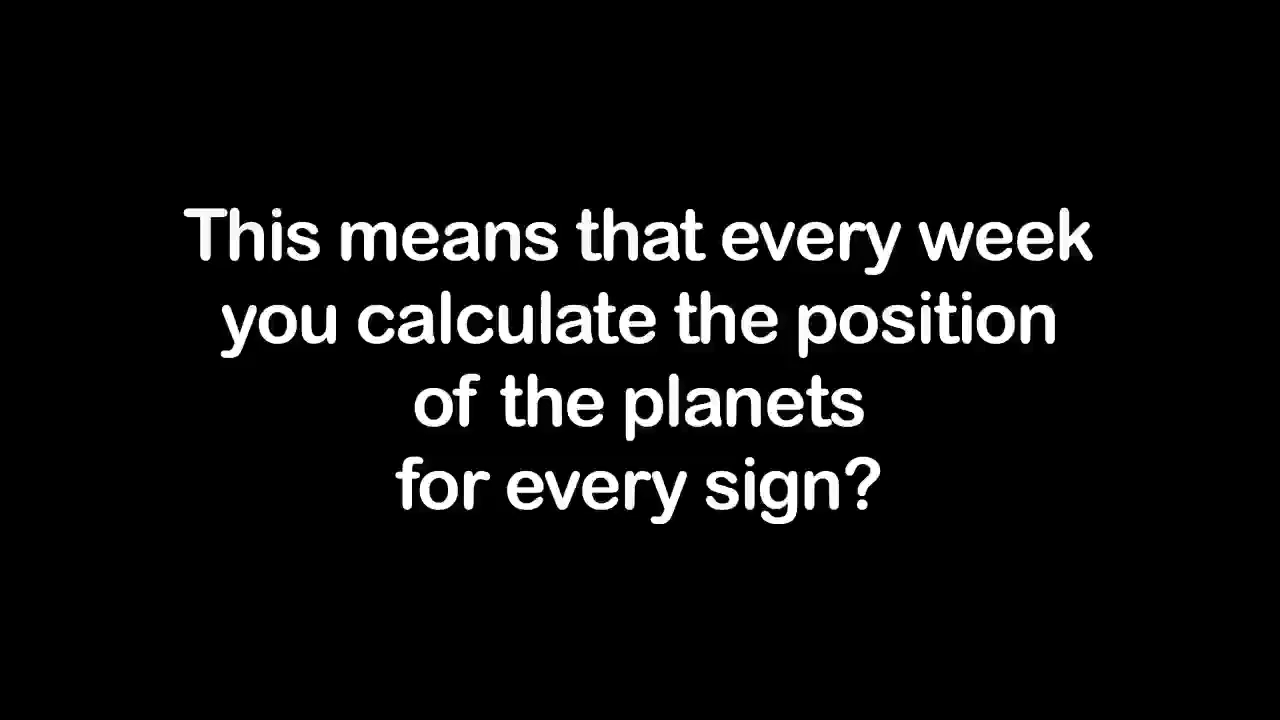 This means that every week
you calculate the position
of the planets
for every sign?